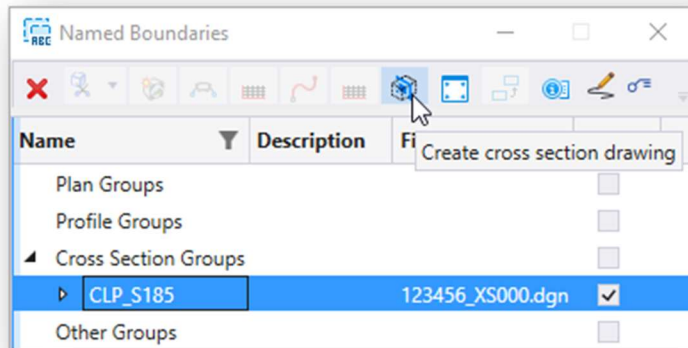 ABC Named Boundaries
Name Description Fi
Create cross section drawing
Plan Groups
Profile Groups
Cross Section Groups
CLP_S185 123456_XS000.dgn
Other Groups